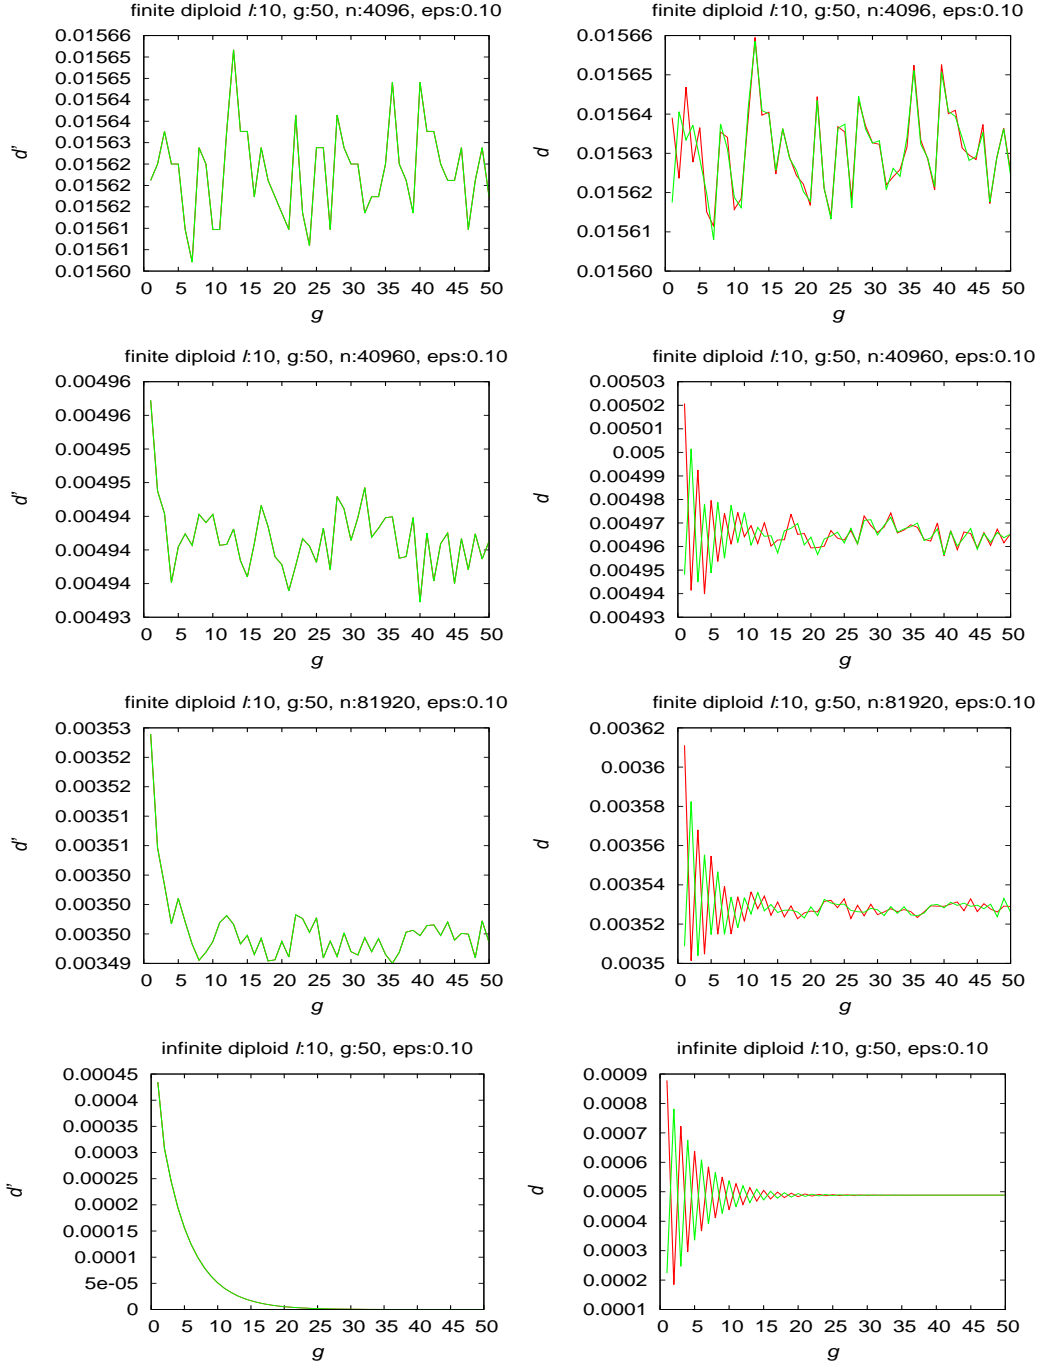 finite diploid l:10, g:50, n:4096, eps:0.10
0.01566
0.01565
0.01565
0.01564
0.01564
0.01563
0.01563
0.01562
0.01562
0.01562
0.01561
0.01561
0.01560
d'
0 5 10 15 20 25 30 35 40 45 50
g
finite diploid l:10, g:50, n:4096, eps:0.10
0.01566
0.01565
0.01564
0.01563
0.01562
0.01561
0.01560
d
0 5 10 15 20 25 30 35 40 45 50
g
finite diploid l:10, g:50, n:40960, eps:0.10
0.00496
0.00496
0.00495
0.00495
0.00494
0.00494
0.00494
0.00493
d'
0 5 10 15 20 25 30 35 40 45 50
g
finite diploid l:10, g:50, n:40960, eps:0.10
0.00503
0.00502
0.00501
0.005
0.00499
0.00498
0.00497
0.00496
0.00495
0.00494
0.00493
d
0 5 10 15 20 25 30 35 40 45 50
g
finite diploid l:10, g:50, n:81920, eps:0.10
0.00353
0.00352
0.00352
0.00351
0.00351
0.00350
0.00350
0.00350
0.00349
d'
0 5 10 15 20 25 30 35 40 45 50
g
finite diploid l:10, g:50, n:81920, eps:0.10
0.00362
0.0036
0.00358
0.00356
0.00354
0.00352
0.0035
d
0 5 10 15 20 25 30 35 40 45 50
g
infinite diploid l:10, g:50, eps:0.10
0.00045
0.0004
0.00035
0.0003
0.00025
0.0002
0.00015
0.0001
5e-05
0
d'
0 5 10 15 20 25 30 35 40 45 50
g
infinite diploid l:10, g:50, eps:0.10
0.0009
0.0008
0.0007
0.0006
0.0005
0.0004
0.0003
0.0002
0.0001
d
0 5 10 15 20 25 30 35 40 45 50
g